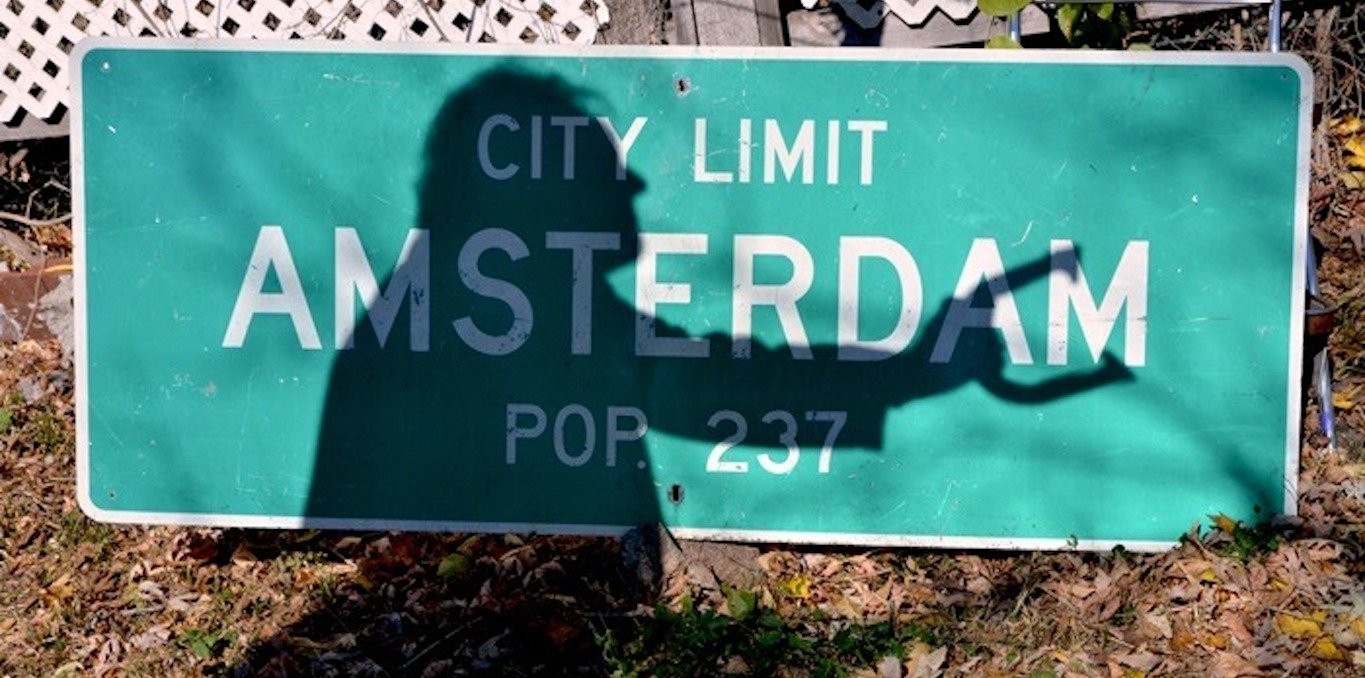 CITY LIMIT
AMSTERDAM
POP. 237